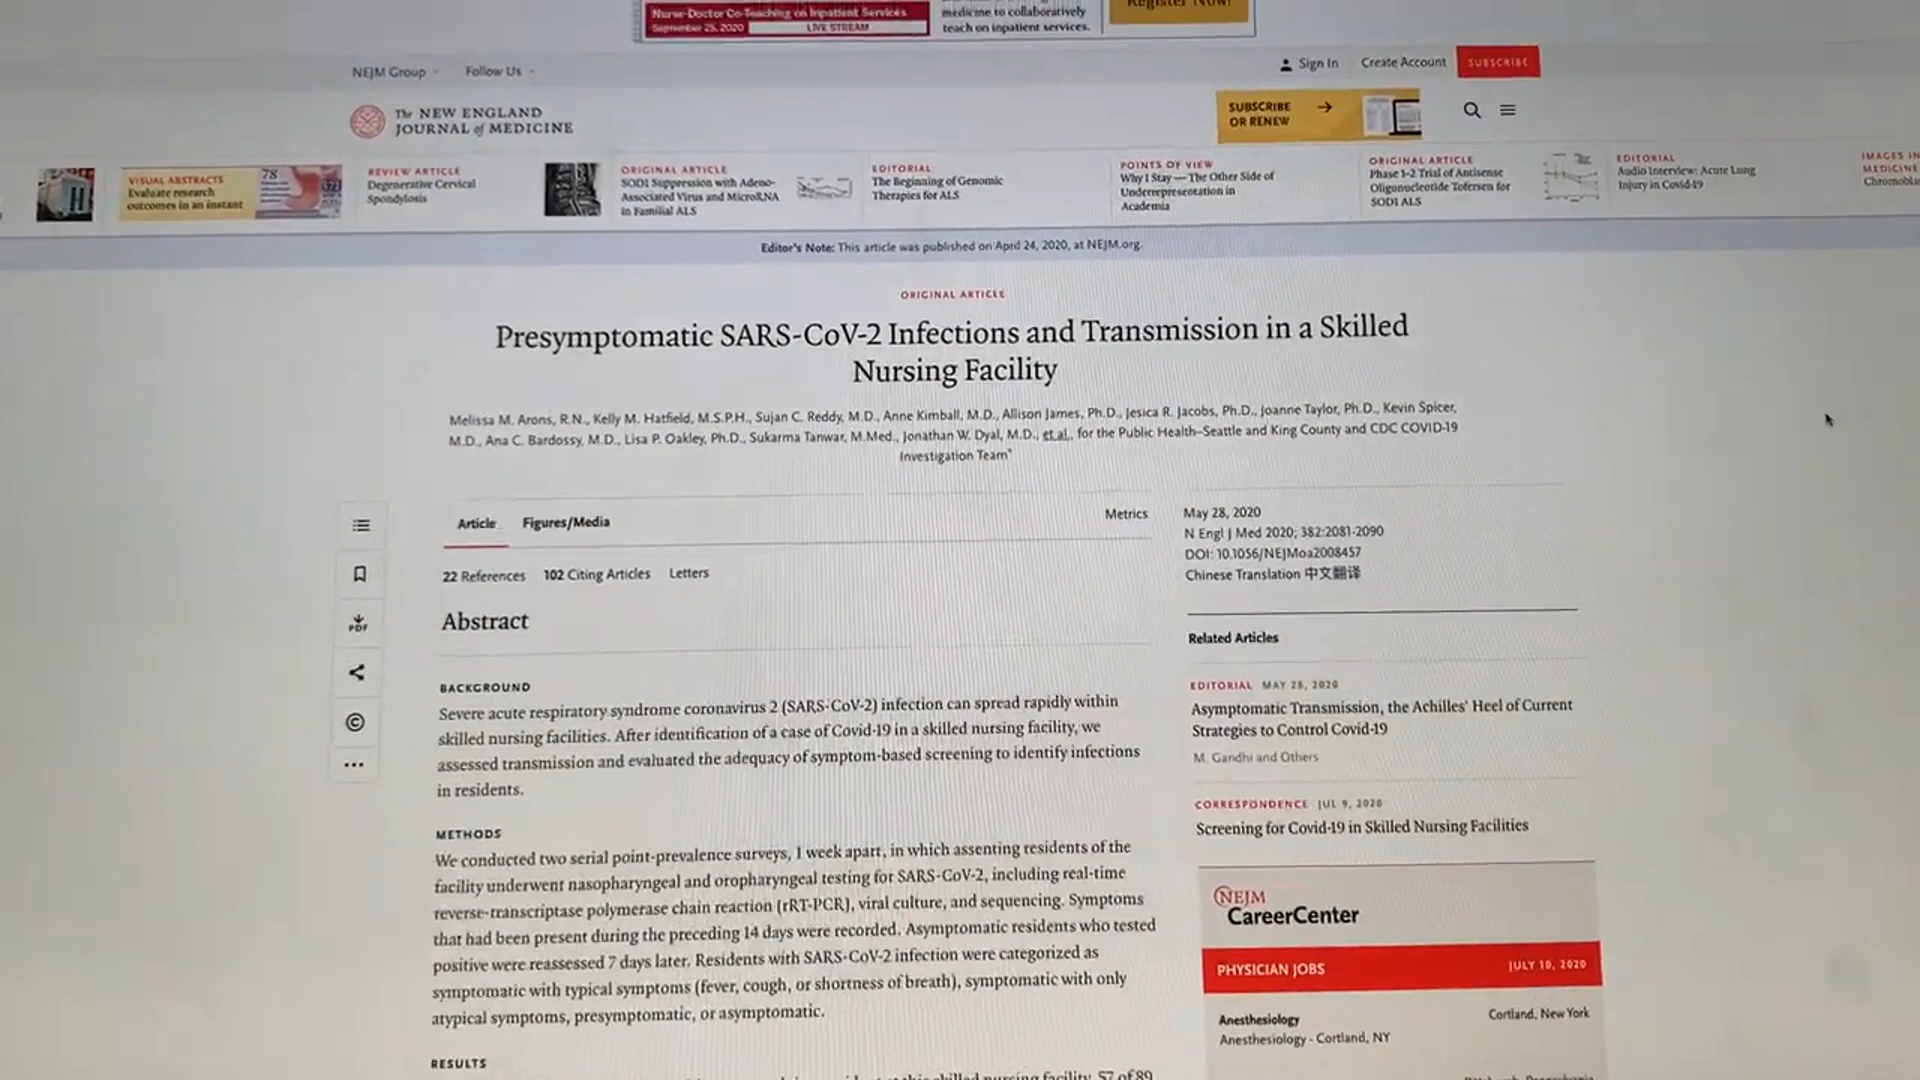 Nurse-Doctor Co-Teaching on Inpatient Services
September 25, 2020 LIVE STREAM
medicine to collaboratively
teach on inpatient services.
Register Now!
NEJM Group
Follow Us
Sign In
Create Account
SUBSCRIBE
The NEW ENGLAND
JOURNAL of MEDICINE
SUBSCRIBE
OR RENEW
VISUAL ABSTRACTS
Evaluate research
outcomes in an instant
78
REVIEW ARTICLE
Degenerative Cervical
Spondylosis
ORIGINAL ARTICLE
SOD1 Suppression with Adeno-
Associated Virus and MicroRNA
in Familial ALS
EDITORIAL
The Beginning of Genomic
Therapies for ALS
POINTS OF VIEW
Why I Stay — The Other Side of
Underrepresentation in
Academia
ORIGINAL ARTICLE
Phase 1–2 Trial of Antisense
Oligonucleotide Tofersen for
SOD1 ALS
EDITORIAL
Audio Interview: Acute Lung
Injury in Covid-19
IMAGES IN
MEDICINE
Editor's Note: This article was published on April 24, 2020, at NEJM.org.
ORIGINAL ARTICLE
Presymptomatic SARS-CoV-2 Infections and Transmission in a Skilled
Nursing Facility
Melissa M. Arons, R.N., Kelly M. Hatfield, M.S.P.H., Sujan C. Reddy, M.D., Anne Kimball, M.D., Allison James, Ph.D., Jesica R. Jacobs, Ph.D., Joanne Taylor, Ph.D., Kevin Spicer,
M.D., Ana C. Bardossy, M.D., Lisa P. Oakley, Ph.D., Sukarma Tanwar, M.Med., Jonathan W. Dyal, M.D., et al., for the Public Health–Seattle and King County and CDC COVID-19
Investigation Team*
Article
Figures/Media
Metrics
22 References
102 Citing Articles
Letters
May 28, 2020
N Engl J Med 2020; 382:2081-2090
DOI: 10.1056/NEJMoa2008457
Chinese Translation 中文翻译
PDF
Abstract
BACKGROUND
Severe acute respiratory syndrome coronavirus 2 (SARS-CoV-2) infection can spread rapidly within
skilled nursing facilities. After identification of a case of Covid-19 in a skilled nursing facility, we
assessed transmission and evaluated the adequacy of symptom-based screening to identify infections
in residents.
METHODS
We conducted two serial point-prevalence surveys, 1 week apart, in which assenting residents of the
facility underwent nasopharyngeal and oropharyngeal testing for SARS-CoV-2, including real-time
reverse-transcriptase polymerase chain reaction (rRT-PCR), viral culture, and sequencing. Symptoms
that had been present during the preceding 14 days were recorded. Asymptomatic residents who tested
positive were reassessed 7 days later. Residents with SARS-CoV-2 infection were categorized as
symptomatic with typical symptoms (fever, cough, or shortness of breath), symptomatic with only
atypical symptoms, presymptomatic, or asymptomatic.
RESULTS
skilled nursing facility, 57 of 89
Related Articles
EDITORIAL MAY 28, 2020
Asymptomatic Transmission, the Achilles' Heel of Current
Strategies to Control Covid-19
M. Gandhi and Others
CORRESPONDENCE JUL 9, 2020
Screening for Covid-19 in Skilled Nursing Facilities
NEJM
CareerCenter
PHYSICIAN JOBS
JULY 10, 2020
Anesthesiology
Cortland, New York
Anesthesiology - Cortland, NY